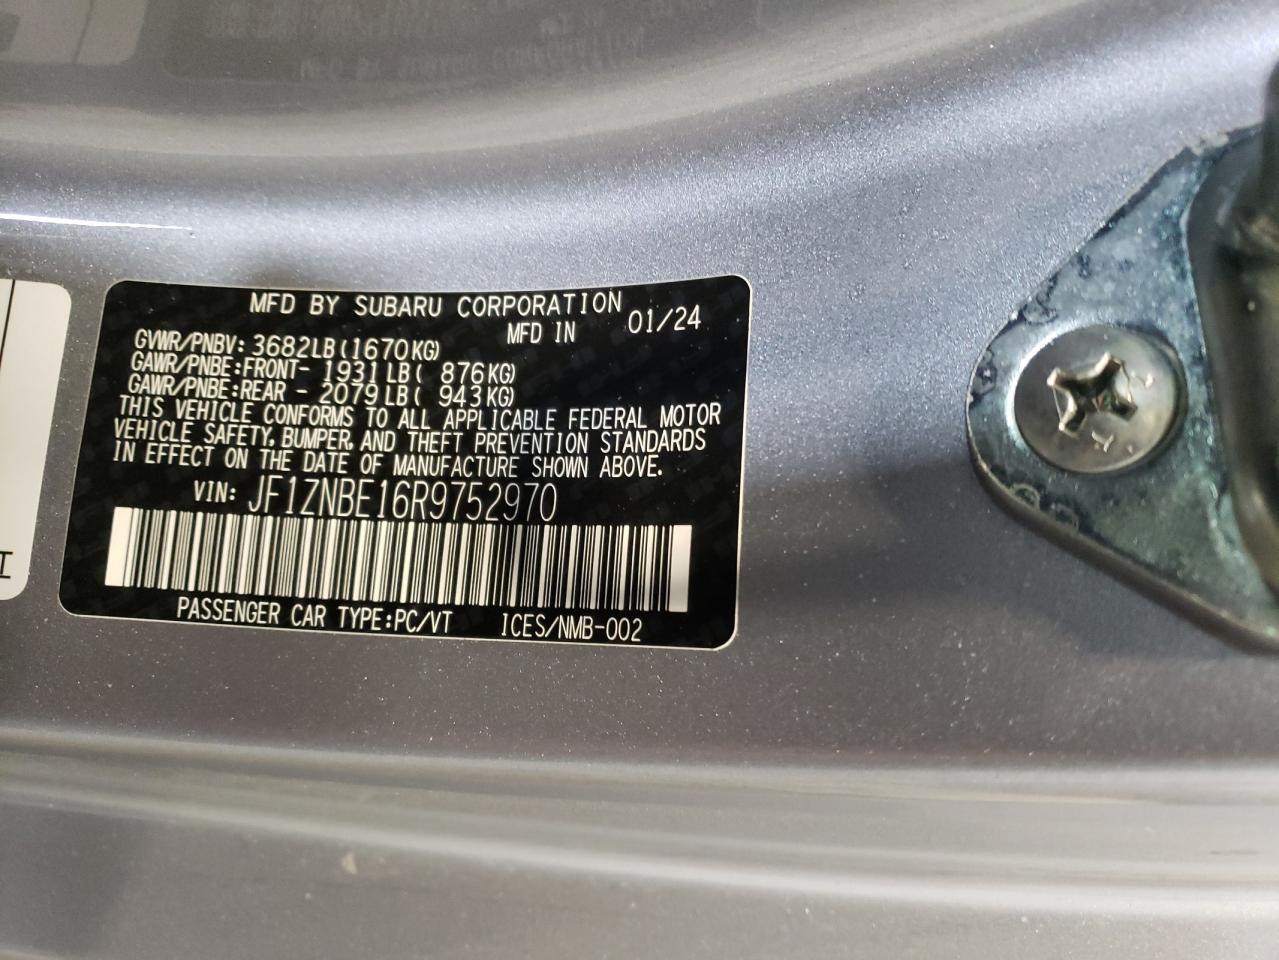 MFD BY SUBARU CORPORATION
MFD IN 01/24
GVWR/PNBV: 3682LB(1670KG)
GAWR/PNBE:FRONT- 1931LB( 876KG)
GAWR/PNBE:REAR - 2079LB( 943KG)
THIS VEHICLE CONFORMS TO ALL APPLICABLE FEDERAL MOTOR
VEHICLE SAFETY, BUMPER, AND THEFT PREVENTION STANDARDS
IN EFFECT ON THE DATE OF MANUFACTURE SHOWN ABOVE.
VIN: JF1ZNBE16R9752970
PASSENGER CAR TYPE:PC/VT ICES/NMB-002